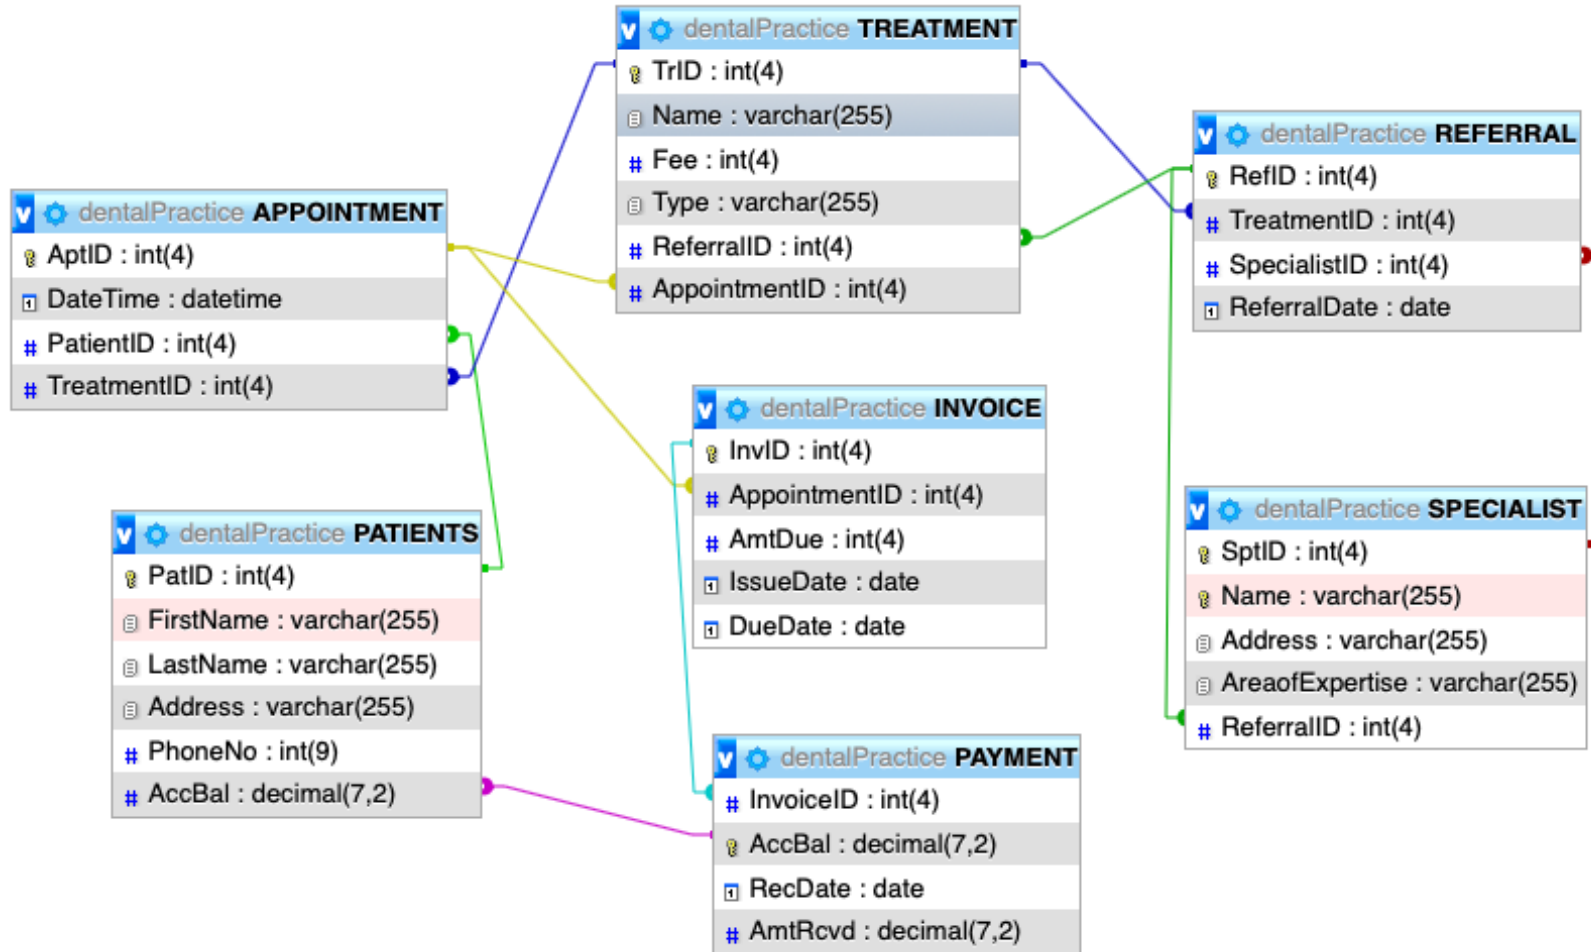 dentalPractice TREATMENT
TrID : int(4)
Name : varchar(255)
Fee : int(4)
Type : varchar(255)
ReferralID : int(4)
AppointmentID : int(4)
dentalPractice REFERRAL
RefID : int(4)
TreatmentID : int(4)
SpecialistID : int(4)
ReferralDate : date
dentalPractice APPOINTMENT
AptID : int(4)
DateTime : datetime
PatientID : int(4)
TreatmentID : int(4)
dentalPractice INVOICE
InvID : int(4)
AppointmentID : int(4)
AmtDue : int(4)
IssueDate : date
DueDate : date
dentalPractice PATIENTS
PatID : int(4)
FirstName : varchar(255)
LastName : varchar(255)
Address : varchar(255)
PhoneNo : int(9)
AccBal : decimal(7,2)
dentalPractice SPECIALIST
SptID : int(4)
Name : varchar(255)
Address : varchar(255)
AreaofExpertise : varchar(255)
ReferralID : int(4)
dentalPractice PAYMENT
InvoiceID : int(4)
AccBal : decimal(7,2)
RecDate : date
AmtRcvd : decimal(7,2)